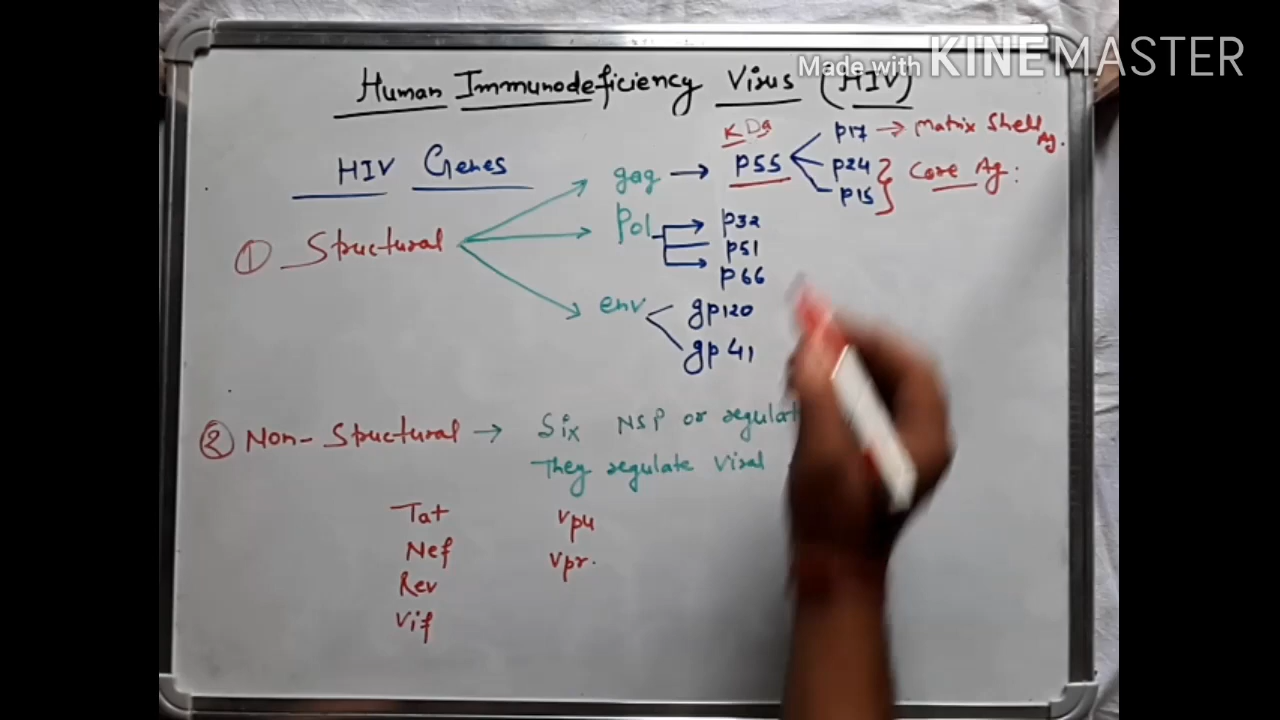 Made with KINEMASTER
Human Immunodeficiency Virus (HIV)
KDa
HIV Genes
① Structural
gag → P55
P17 → Matrix Shell Ag.
P24
P15
Core Ag:
Pol
P32
P51
P66
env
gp120
gp41
② Non-Structural → Six NSP or
They regulate Viral
Tat
Nef
Rev
Vif
Vpu
Vpr.